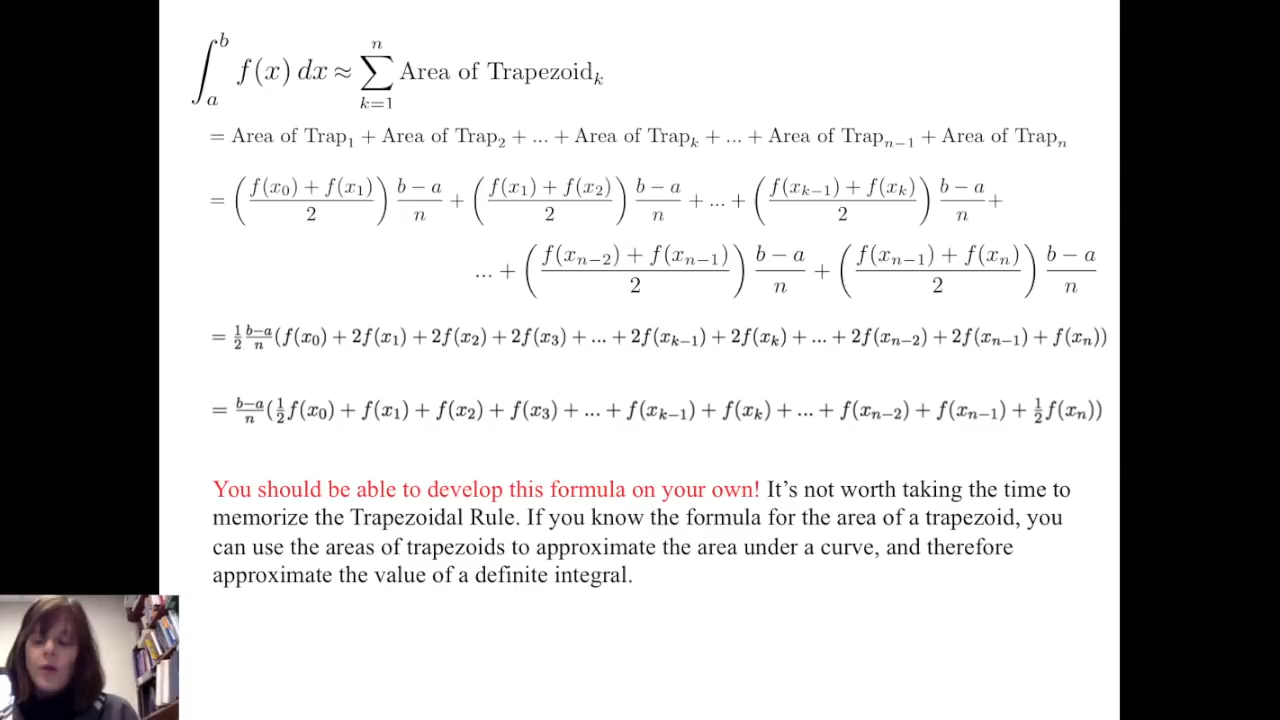 ∫_a^b f(x) dx ≈ ∑_{k=1}^{n} Area of Trapezoid_k
= Area of Trap_1 + Area of Trap_2 + ... + Area of Trap_k + ... + Area of Trap_{n−1} + Area of Trap_n
= ( (f(x_0) + f(x_1))/2 ) (b − a)/n + ( (f(x_1) + f(x_2))/2 ) (b − a)/n + ... + ( (f(x_{k−1}) + f(x_k))/2 ) (b − a)/n +
... + ( (f(x_{n−2}) + f(x_{n−1}))/2 ) (b − a)/n + ( (f(x_{n−1}) + f(x_n))/2 ) (b − a)/n
= 1/2 (b−a)/n (f(x_0) + 2f(x_1) + 2f(x_2) + 2f(x_3) + ... + 2f(x_{k−1}) + 2f(x_k) + ... + 2f(x_{n−2}) + 2f(x_{n−1}) + f(x_n))
= (b−a)/n (1/2 f(x_0) + f(x_1) + f(x_2) + f(x_3) + ... + f(x_{k−1}) + f(x_k) + ... + f(x_{n−2}) + f(x_{n−1}) + 1/2 f(x_n))
You should be able to develop this formula on your own! It’s not worth taking the time to
memorize the Trapezoidal Rule. If you know the formula for the area of a trapezoid, you
can use the areas of trapezoids to approximate the area under a curve, and therefore
approximate the value of a definite integral.